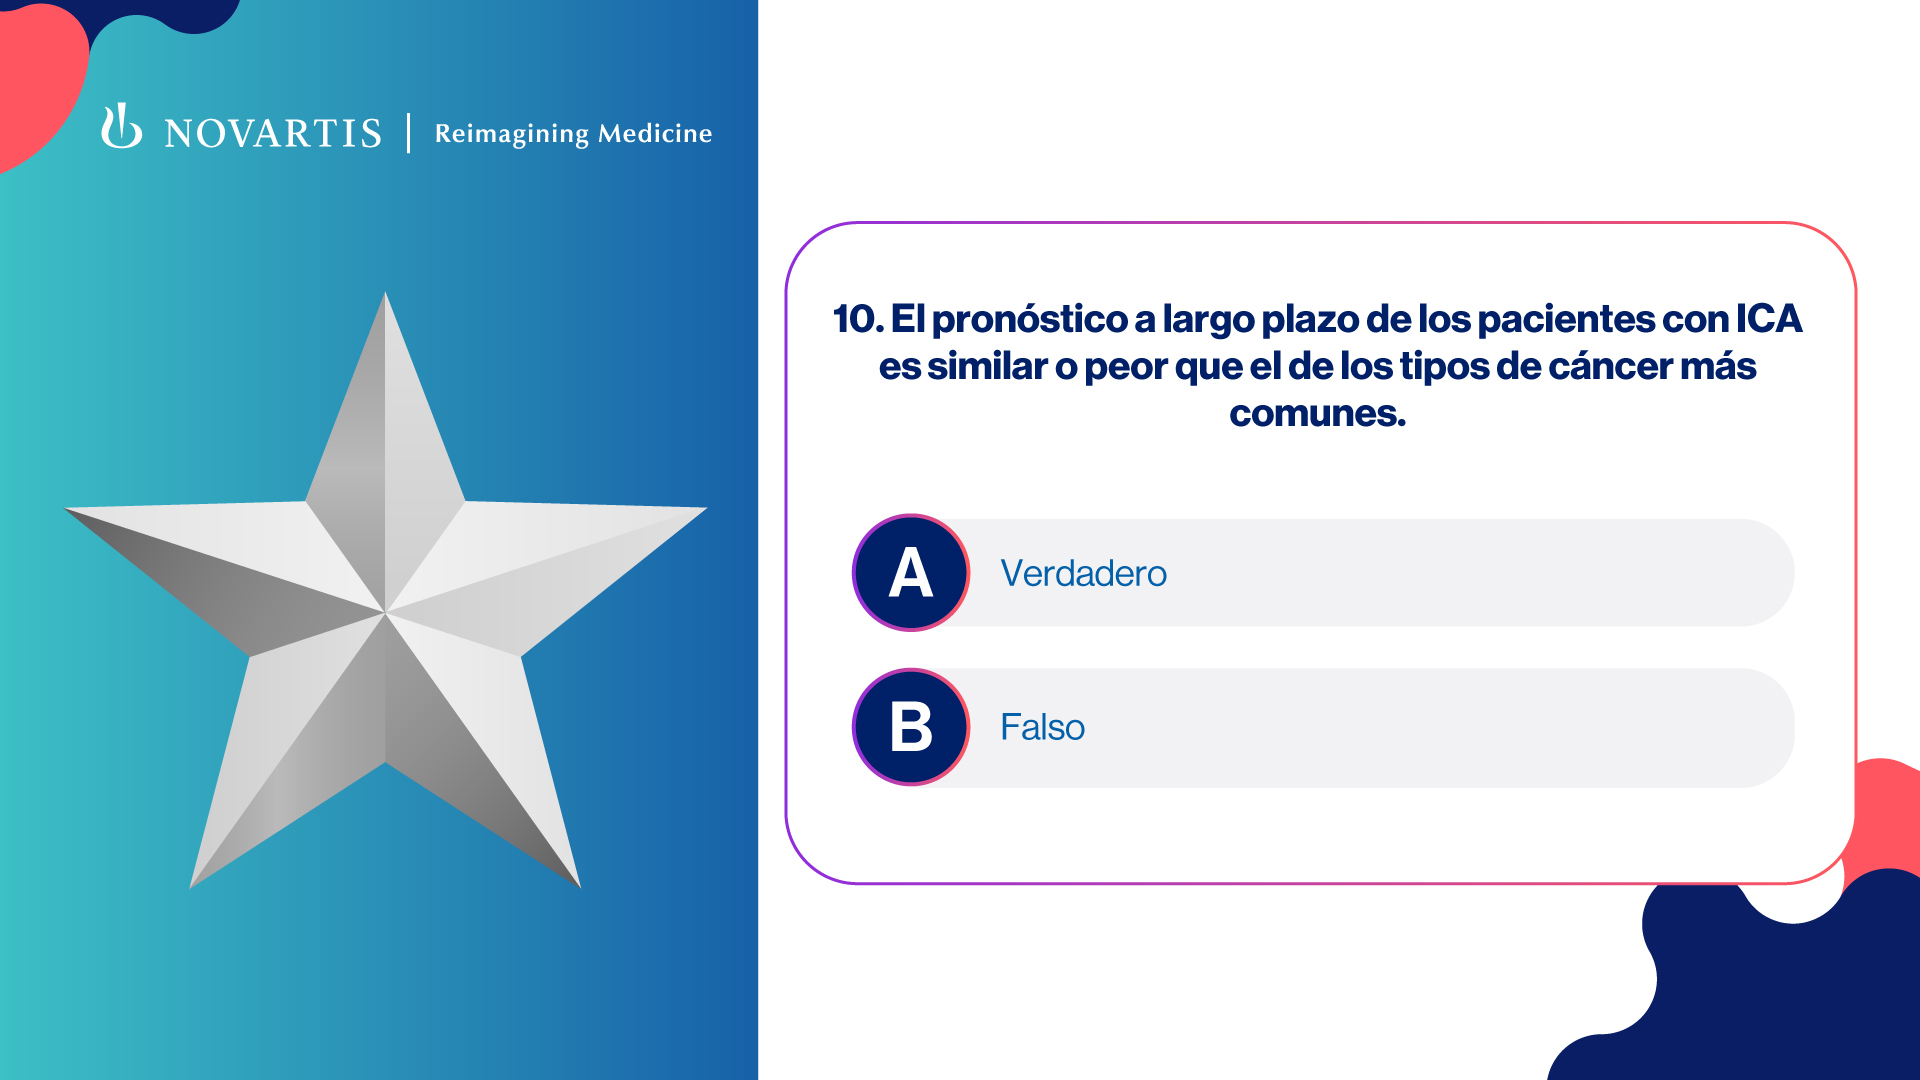 NOVARTIS | Reimagining Medicine
10. El pronóstico a largo plazo de los pacientes con ICA
es similar o peor que el de los tipos de cáncer más
comunes.
A Verdadero
B Falso